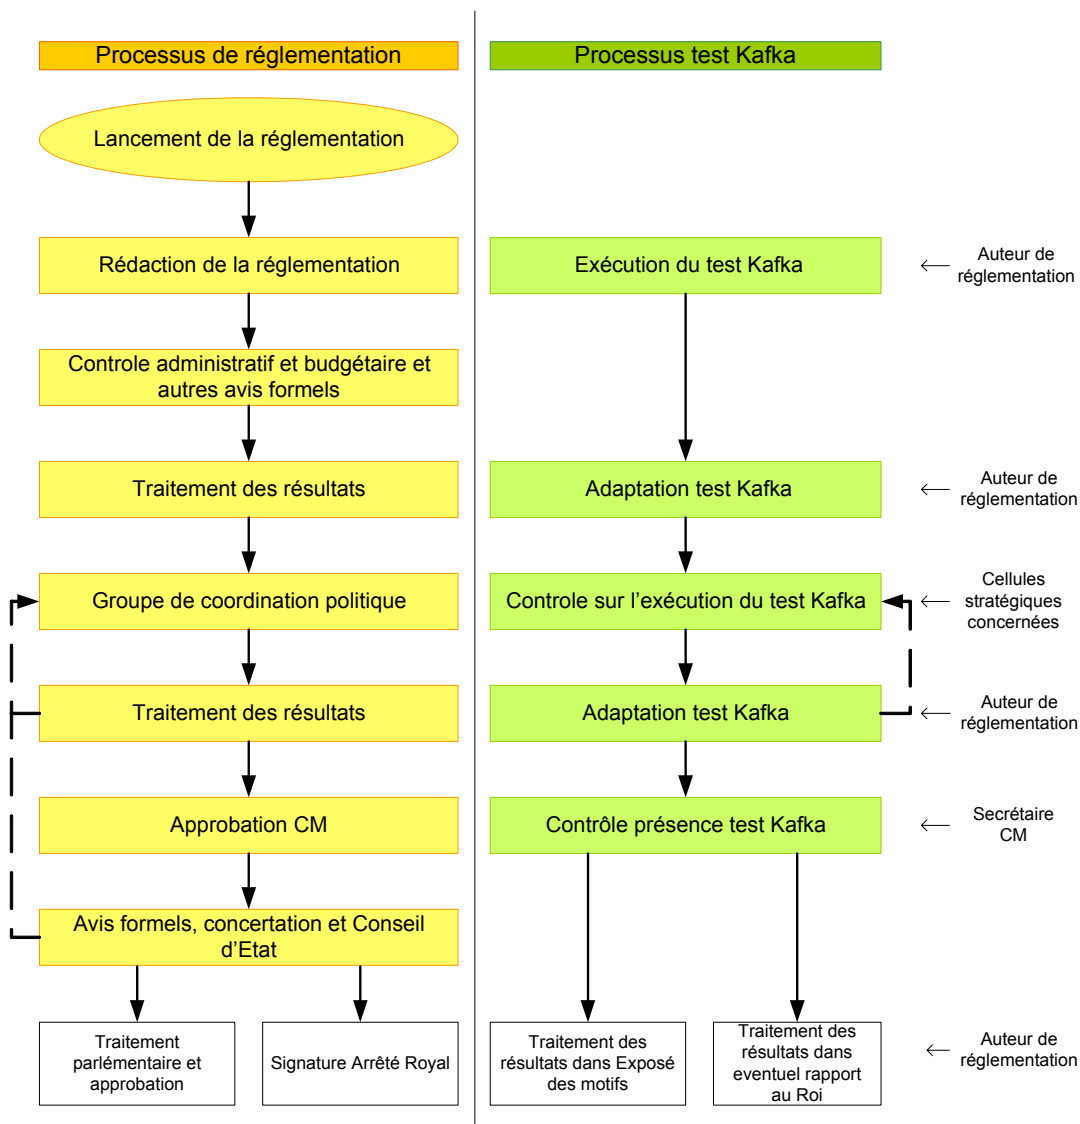 Processus de réglementation
Processus test Kafka
Lancement de la réglementation
Rédaction de la réglementation
Exécution du test Kafka
Auteur de
réglementation
Controle administratif et budgétaire et
autres avis formels
Traitement des résultats
Adaptation test Kafka
Auteur de
réglementation
Groupe de coordination politique
Controle sur l'exécution du test Kafka
Cellules
stratégiques
concernées
Traitement des résultats
Adaptation test Kafka
Auteur de
réglementation
Approbation CM
Contrôle présence test Kafka
Secrétaire
CM
Avis formels, concertation et Conseil
d'Etat
Traitement
parlémentaire et
approbation
Signature Arrêté Royal
Traitement des
résultats dans Exposé
des motifs
Traitement des
résultats dans
eventuel rapport
au Roi
Auteur de
réglementation